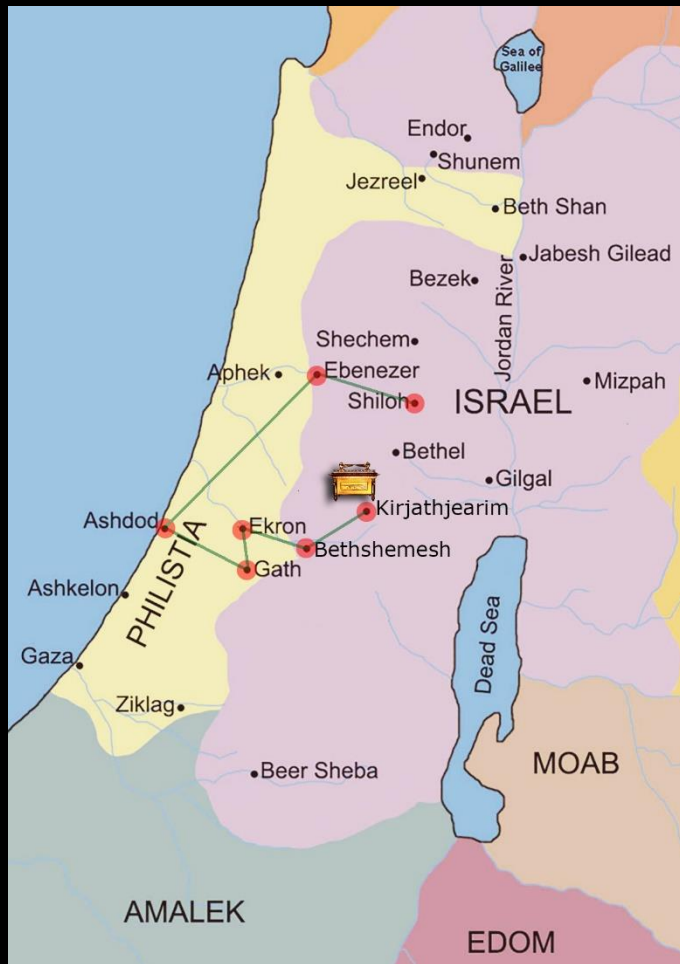 Sea of
Galilee
Endor
Shunem
Jezreel
Beth Shan
Jabesh Gilead
Bezek
Jordan River
Shechem
Aphek
Ebenezer
Mizpah
Shiloh
ISRAEL
Bethel
Gilgal
Kirjathjearim
Ashdod
Ekron
Bethshemesh
PHILISTIA
Gath
Ashkelon
Dead Sea
Gaza
Ziklag
MOAB
Beer Sheba
AMALEK
EDOM